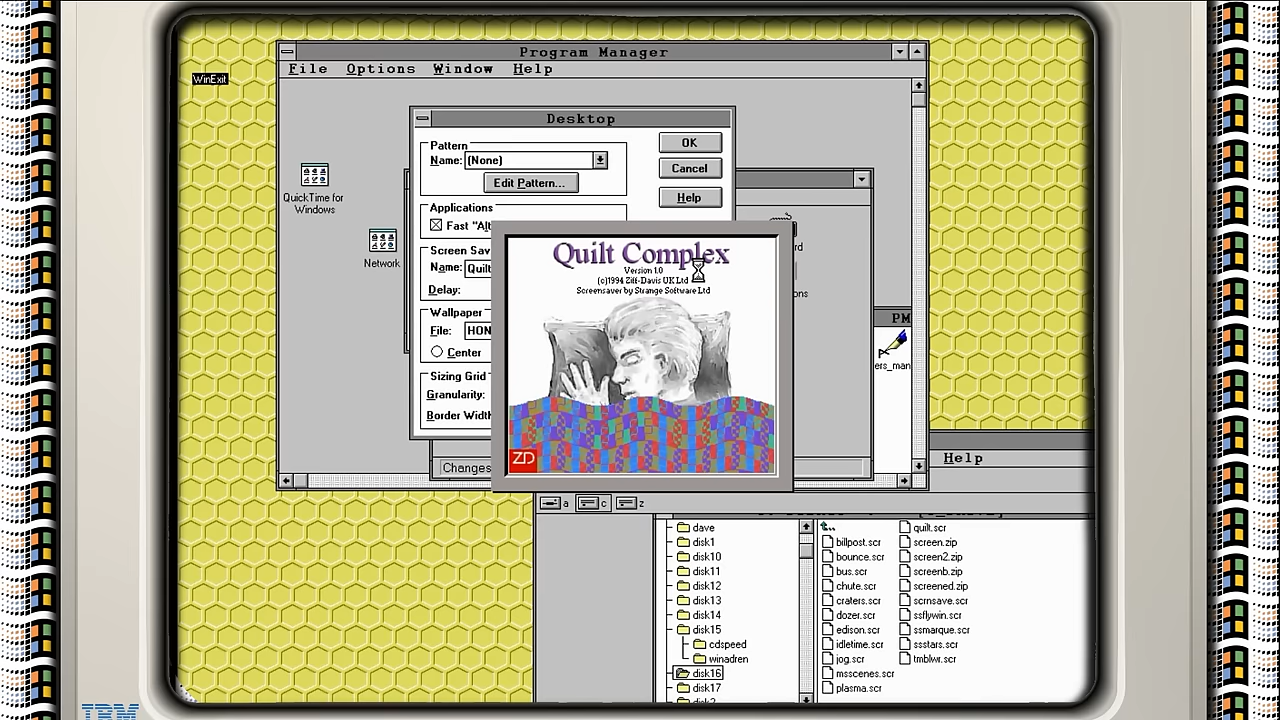 Program Manager
File Options Window Help
WinExit
Desktop
Pattern
Name: (None)
Edit Pattern...
OK
Cancel
Help
Applications
Fast "Alt
QuickTime for
Windows
Network
Screen Sav
Name: Quilt
Delay:
Wallpaper
File: HON
Center
Sizing Grid
Granularity:
Border Width
Changes
Quilt Complex
Version 1.0
(c)1994 Ziff-Davis UK Ltd
Screensaver by Strange Software Ltd
ZD
rd
ons
PM
ers_man
Help
a c z
dave
disk1
disk10
disk11
disk12
disk13
disk14
disk15
cdspeed
winadren
disk16
disk17
billpost.scr
bounce.scr
bus.scr
chute.scr
craters.scr
dozer.scr
edison.scr
idletime.scr
jog.scr
msscenes.scr
plasma.scr
quilt.scr
screen.zip
screen2.zip
screenb.zip
screened.zip
scrnsave.scr
ssflywin.scr
ssmarque.scr
ssstars.scr
tmblwr.scr
IBM